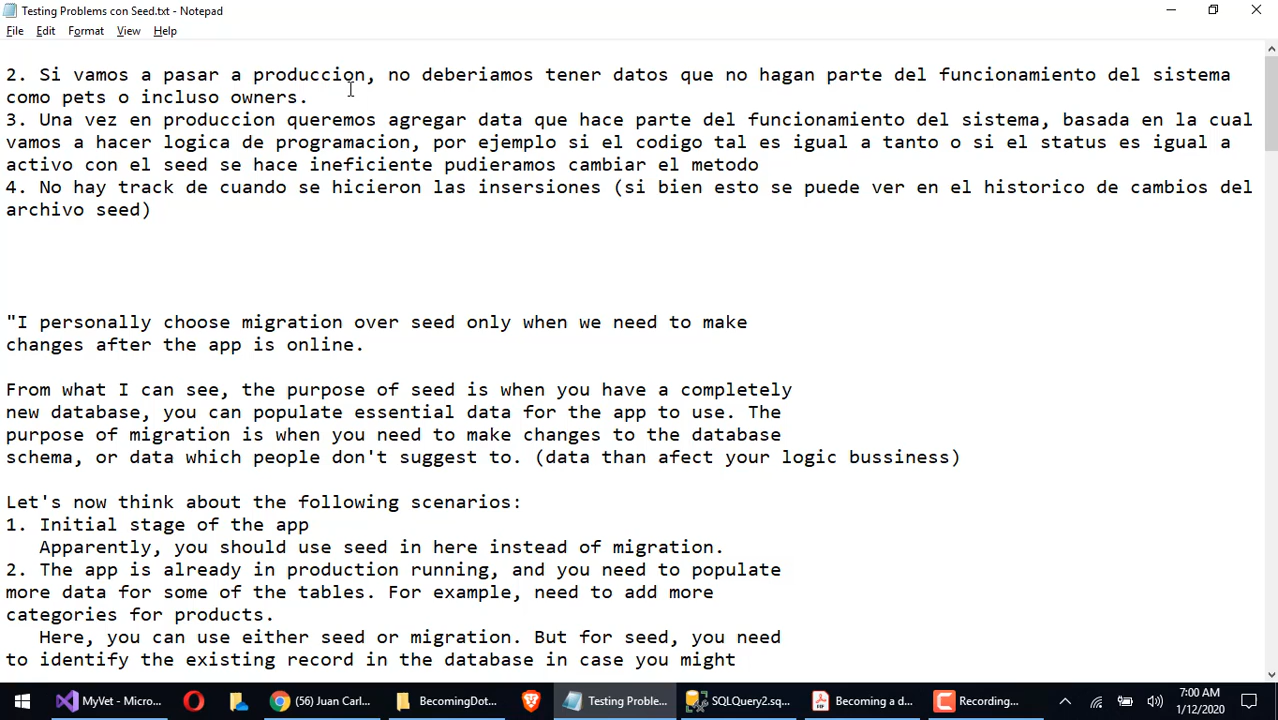 Testing Problems con Seed.txt - Notepad
File Edit Format View Help
2. Si vamos a pasar a produccion, no deberiamos tener datos que no hagan parte del funcionamiento del sistema
como pets o incluso owners.
3. Una vez en produccion queremos agregar data que hace parte del funcionamiento del sistema, basada en la cual
vamos a hacer logica de programacion, por ejemplo si el codigo tal es igual a tanto o si el status es igual a
activo con el seed se hace ineficiente pudieramos cambiar el metodo
4. No hay track de cuando se hicieron las insersiones (si bien esto se puede ver en el historico de cambios del
archivo seed)
"I personally choose migration over seed only when we need to make
changes after the app is online.
From what I can see, the purpose of seed is when you have a completely
new database, you can populate essential data for the app to use. The
purpose of migration is when you need to make changes to the database
schema, or data which people don't suggest to. (data than afect your logic bussiness)
Let's now think about the following scenarios:
1. Initial stage of the app
Apparently, you should use seed in here instead of migration.
2. The app is already in production running, and you need to populate
more data for some of the tables. For example, need to add more
categories for products.
Here, you can use either seed or migration. But for seed, you need
to identify the existing record in the database in case you might
MyVet - Micros... (56) Juan Carl... BecomingDot... Testing Proble... SQLQuery2.sq... Becoming a d... Recording... 7:00 AM
1/12/2020